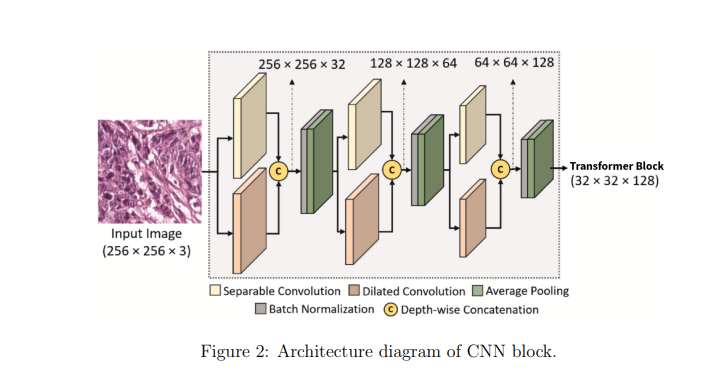 256 × 256 × 32 128 × 128 × 64 64 × 64 × 128
C C C
Transformer Block
(32 × 32 × 128)
Input Image
(256 × 256 × 3)
Separable Convolution Dilated Convolution Average Pooling
Batch Normalization C Depth-wise Concatenation
Figure 2: Architecture diagram of CNN block.